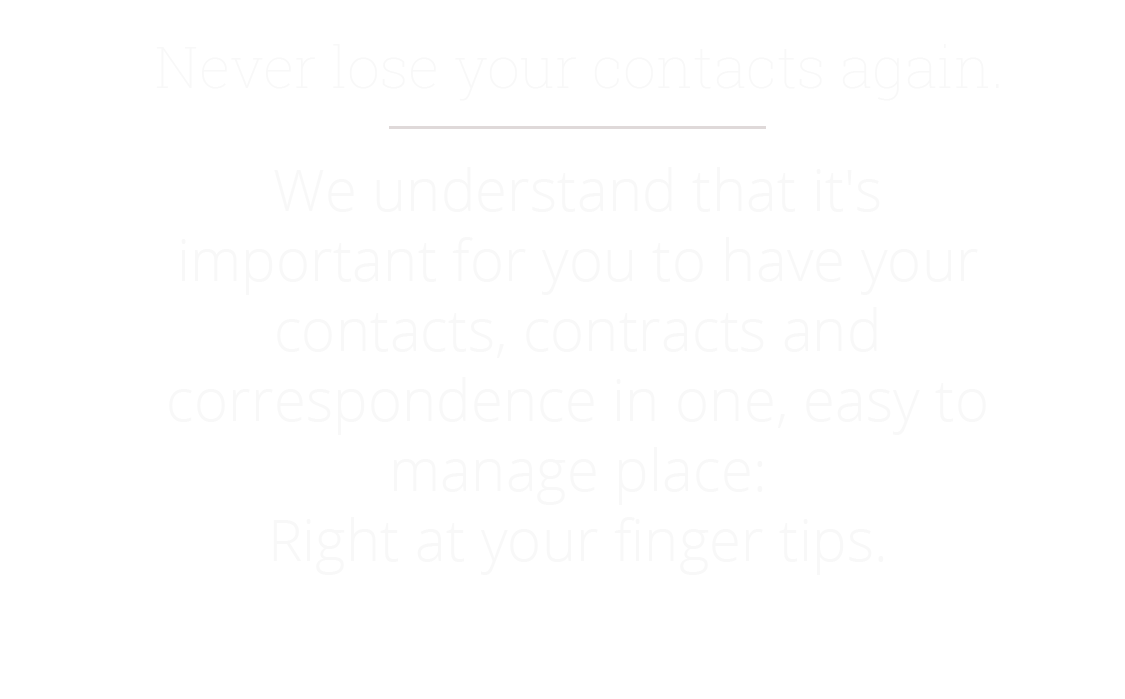 Never lose your contacts again.
We understand that it's
important for you to have your
contacts, contracts and
correspondence in one, easy to
manage place:
Right at your finger tips.